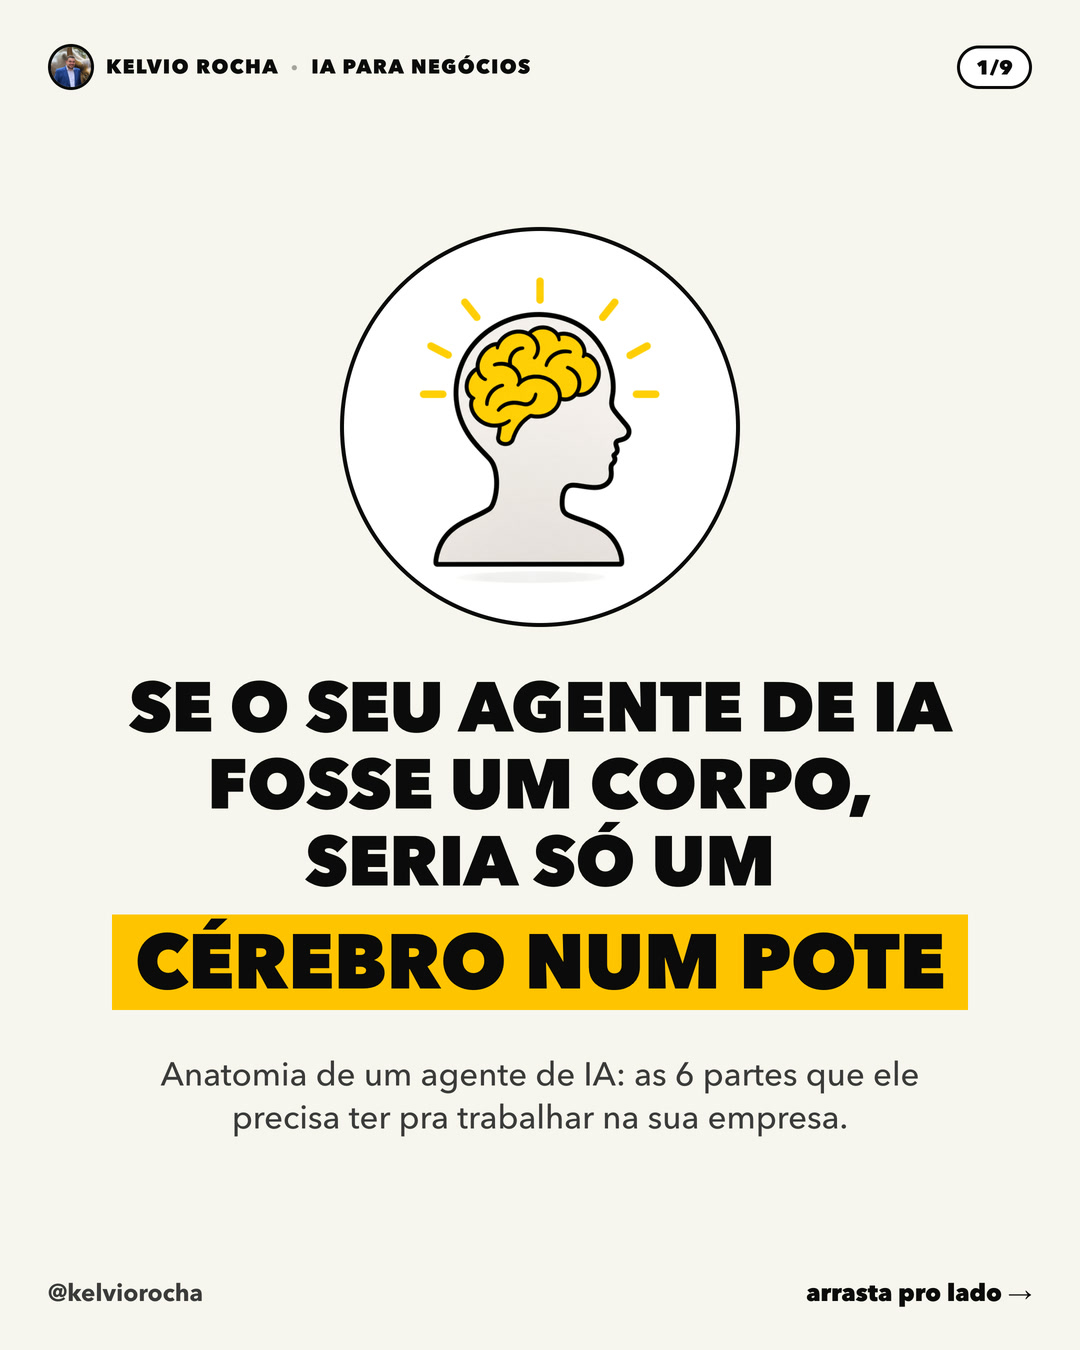 KELVIO ROCHA • IA PARA NEGÓCIOS
1/9
SE O SEU AGENTE DE IA
FOSSE UM CORPO,
SERIA SÓ UM
CÉREBRO NUM POTE
Anatomia de um agente de IA: as 6 partes que ele
precisa ter pra trabalhar na sua empresa.
@kelviorocha
arrasta pro lado →